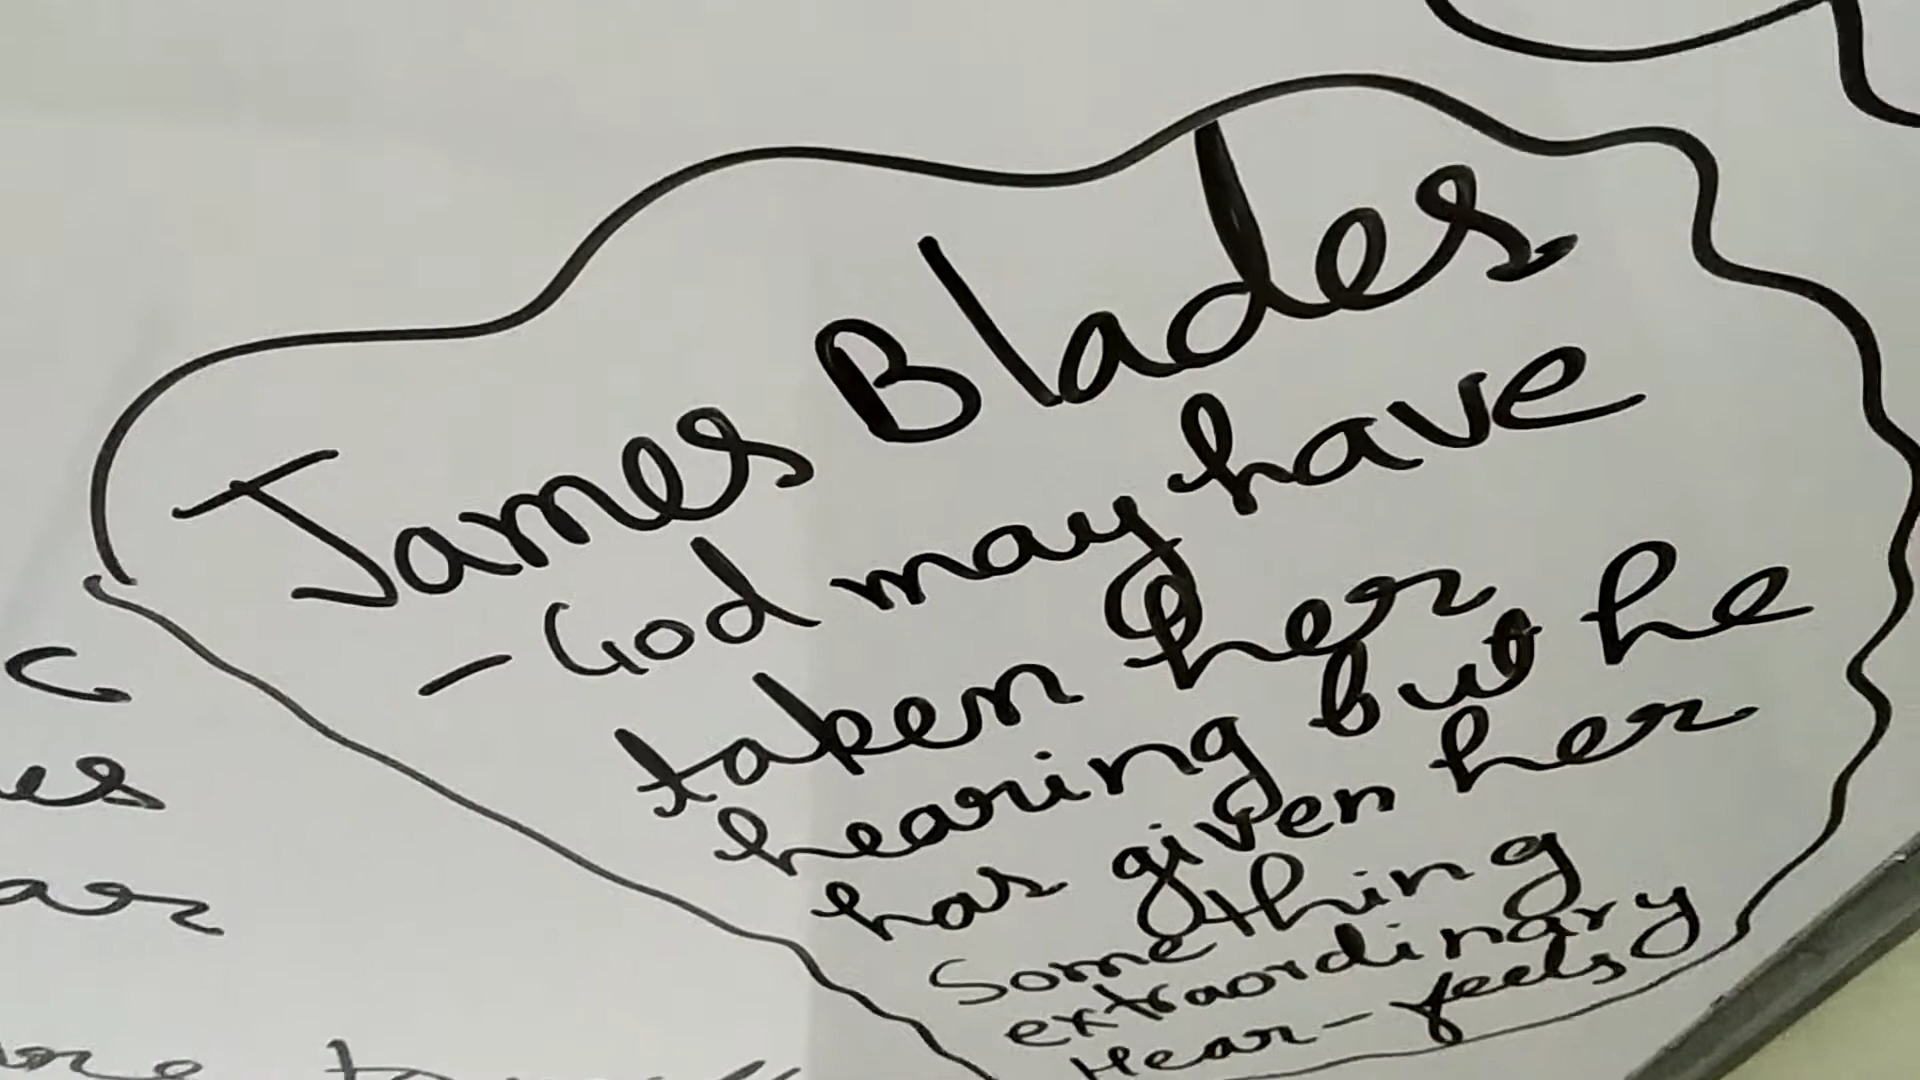 James Blades
- God may have
taken her
hearing but he
has given her
Something
extraordinary
Hear - feels